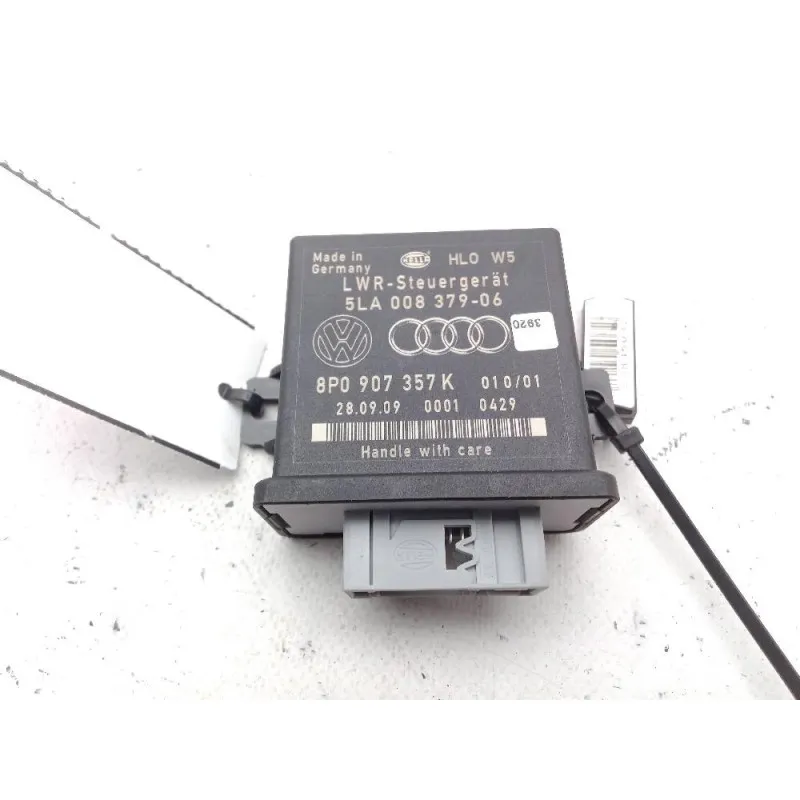 Made in
Germany
HELLA
HLO W5
LWR-Steuergerät
5LA 008 379-06
3920
8P0 907 357 K 010/01
28.09.09 0001 0429
Handle with care